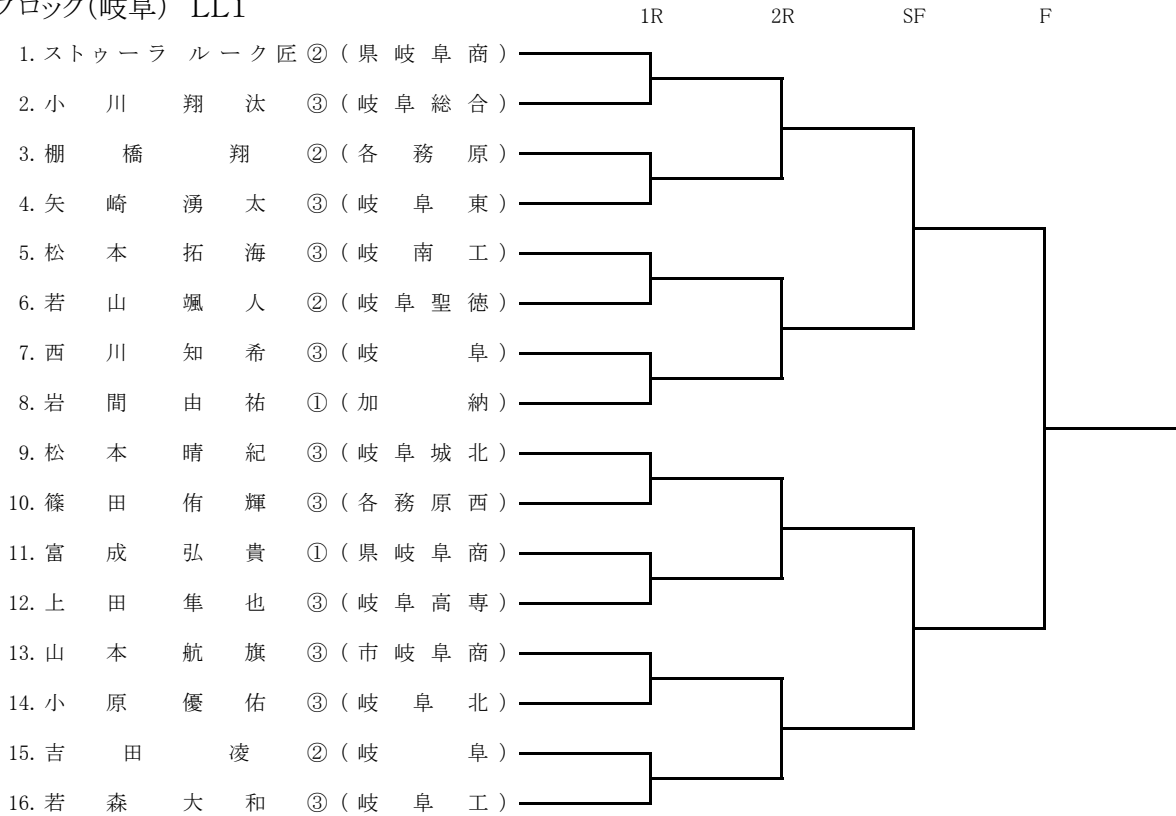 ブロック(岐阜) LL1
1R 2R SF F
1. ストゥーラ ルーク匠 ② (県岐阜商)
2. 小川翔汰 ③ (岐阜総合)
3. 棚橋翔 ② (各務原)
4. 矢崎湧太 ③ (岐阜東)
5. 松本拓海 ③ (岐南工)
6. 若山颯人 ② (岐阜聖徳)
7. 西川知希 ③ (岐阜)
8. 岩間由祐 ① (加納)
9. 松本晴紀 ③ (岐阜城北)
10. 篠田侑輝 ③ (各務原西)
11. 富成弘貴 ① (県岐阜商)
12. 上田隼也 ③ (岐阜高専)
13. 山本航旗 ③ (市岐阜商)
14. 小原優佑 ③ (岐阜北)
15. 吉田凌 ② (岐阜)
16. 若森大和 ③ (岐阜工)